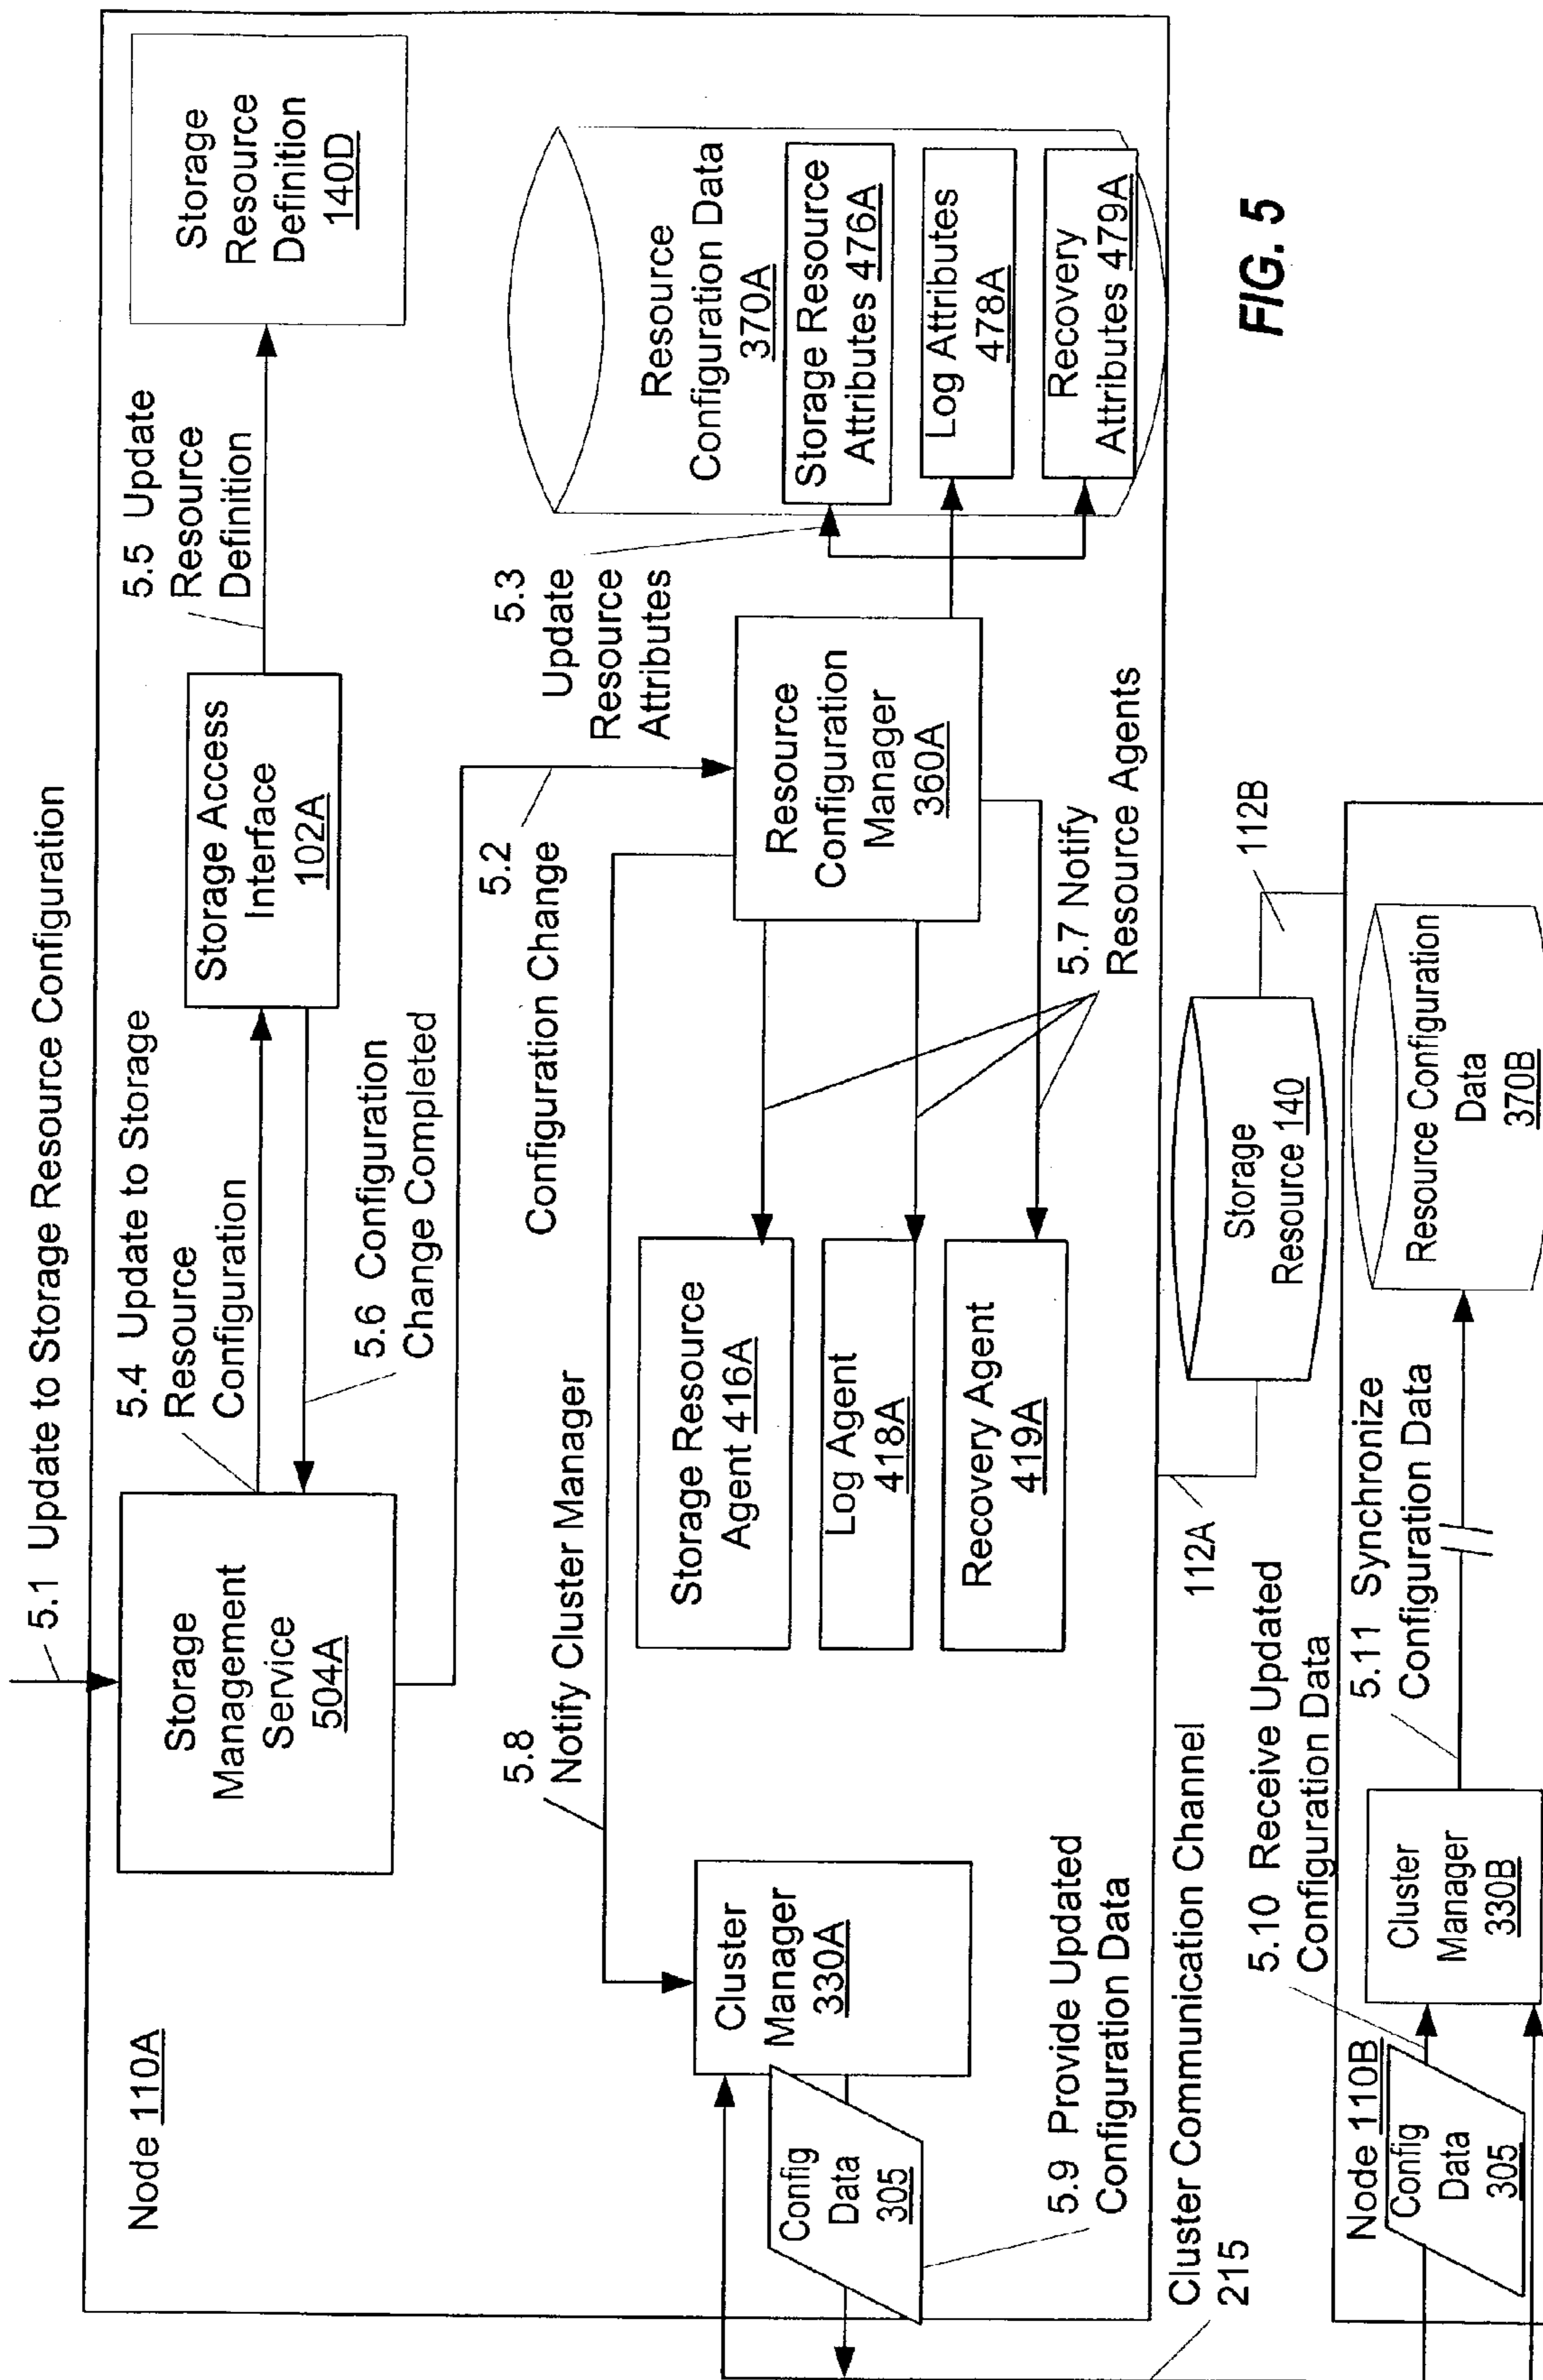 5.1 Update to Storage Resource Configuration
Node 110A
Storage
Management
Service
504A
5.4 Update to Storage
Resource
Configuration
Storage Access
Interface
102A
5.5 Update
Resource
Definition
Storage
Resource
Definition
140D
5.6 Configuration
Change Completed
5.2
Configuration Change
5.3
Update
Resource
Attributes
Resource
Configuration Data
370A
Storage Resource
Attributes 476A
Log Attributes
478A
Recovery
Attributes 479A
5.8
Notify Cluster Manager
Resource
Configuration
Manager
360A
Storage Resource
Agent 416A
Log Agent
418A
Recovery Agent
419A
5.7 Notify
Resource Agents
Cluster
Manager
330A
Config
Data
305
5.9 Provide Updated
Configuration Data
Cluster Communication Channel
215
112A
Storage
Resource 140
112B
5.10 Receive Updated
Configuration Data
5.11 Synchronize
Configuration Data
Node 110B
Config
Data
305
Cluster
Manager
330B
Resource Configuration
Data
370B
FIG. 5